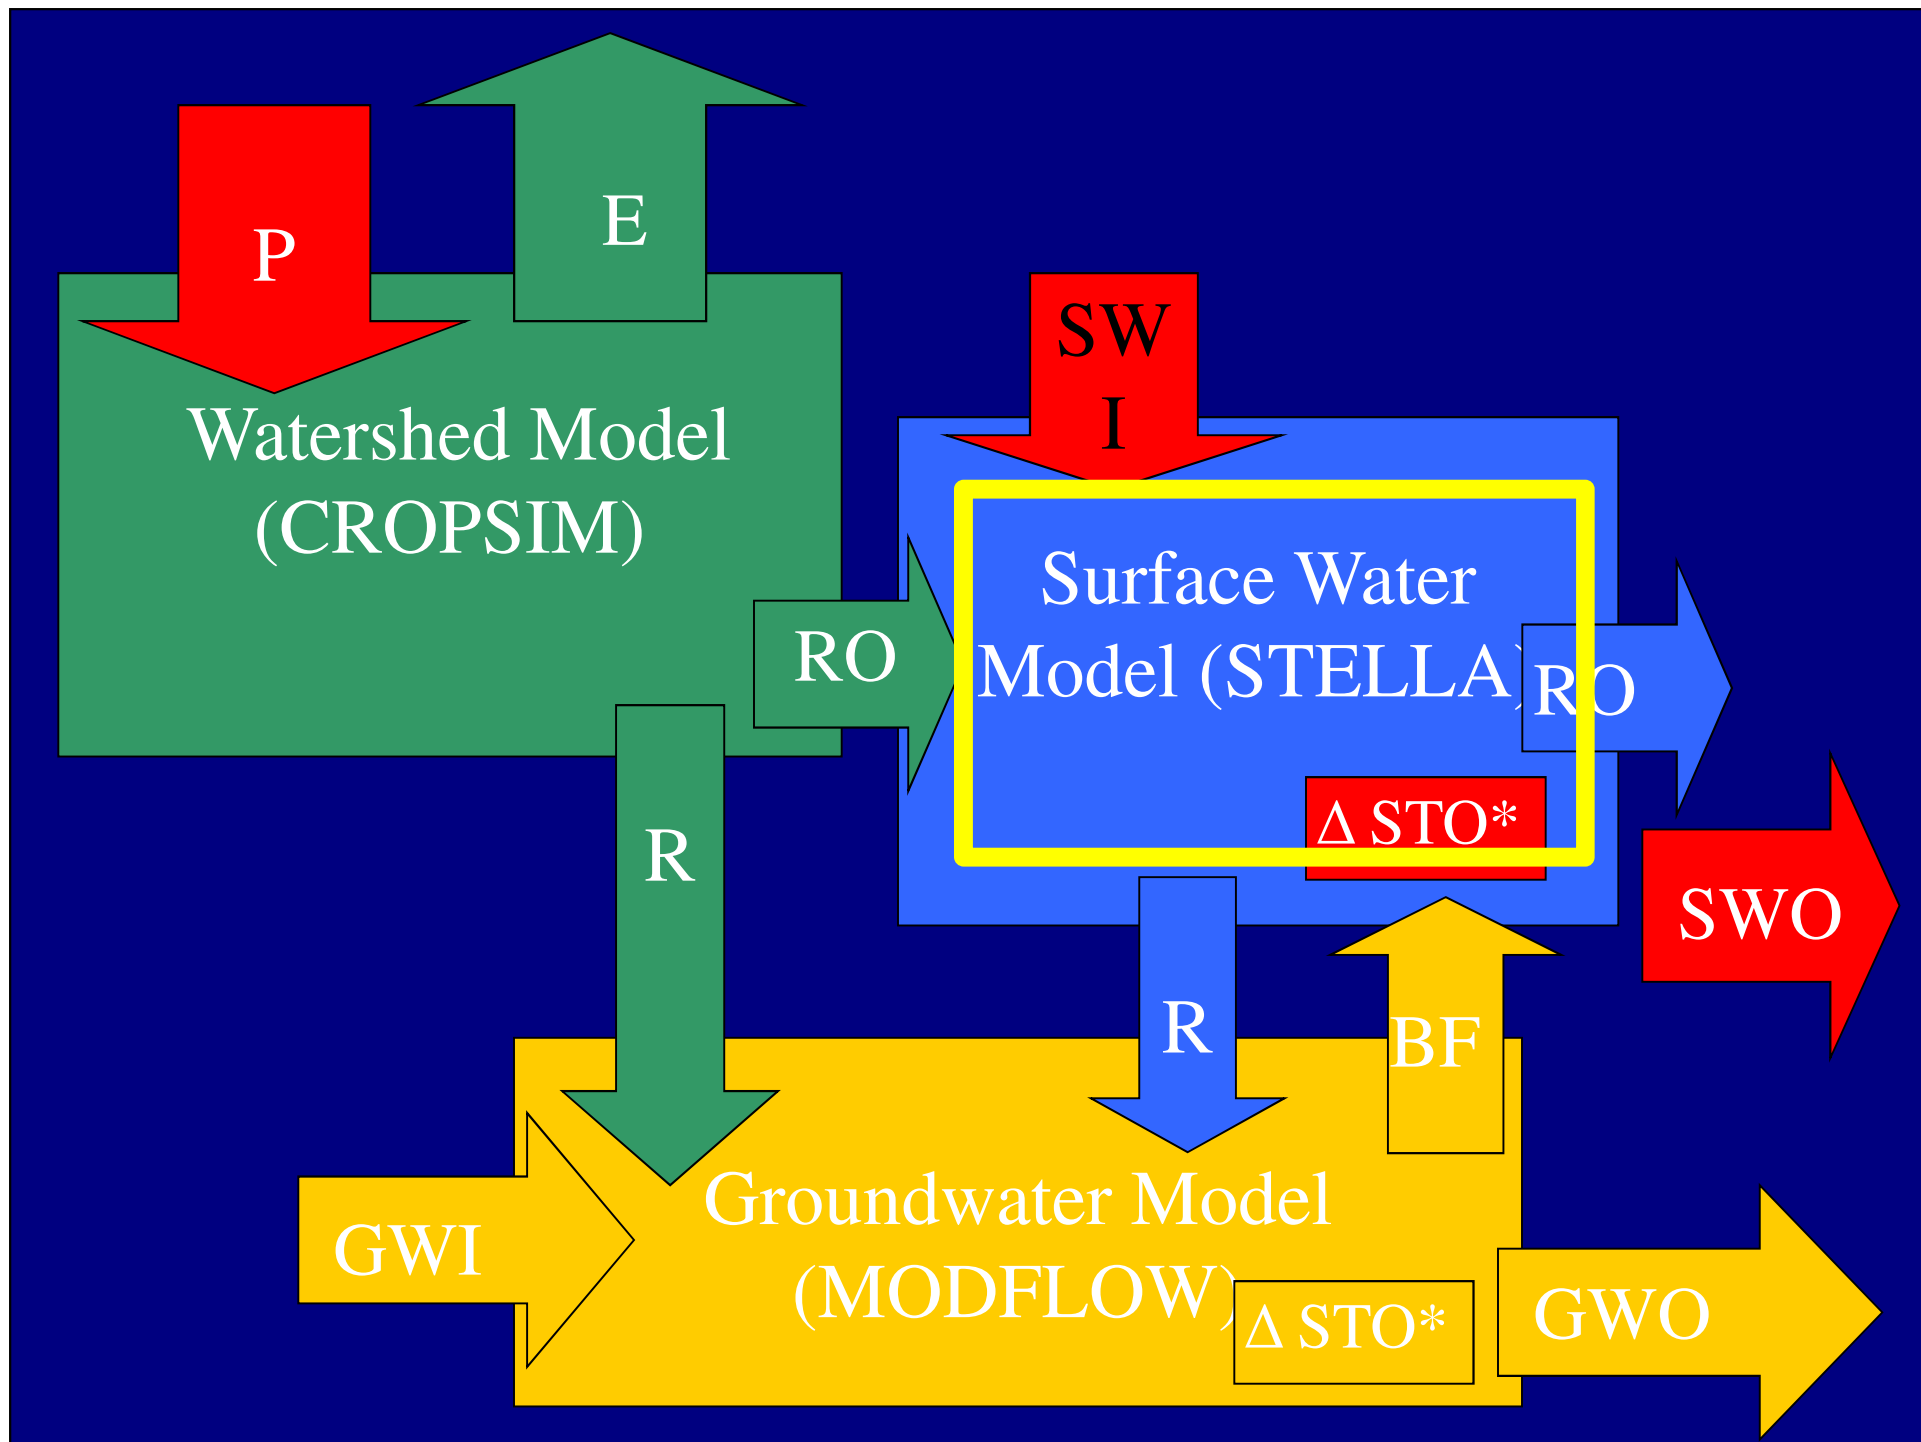 E
P
SW
I
Watershed Model
(CROPSIM)
Surface Water
Model (STELLA)
RO
RO
Δ STO*
R
SWO
R
BF
Groundwater Model
(MODFLOW)
GWI
Δ STO*
GWO